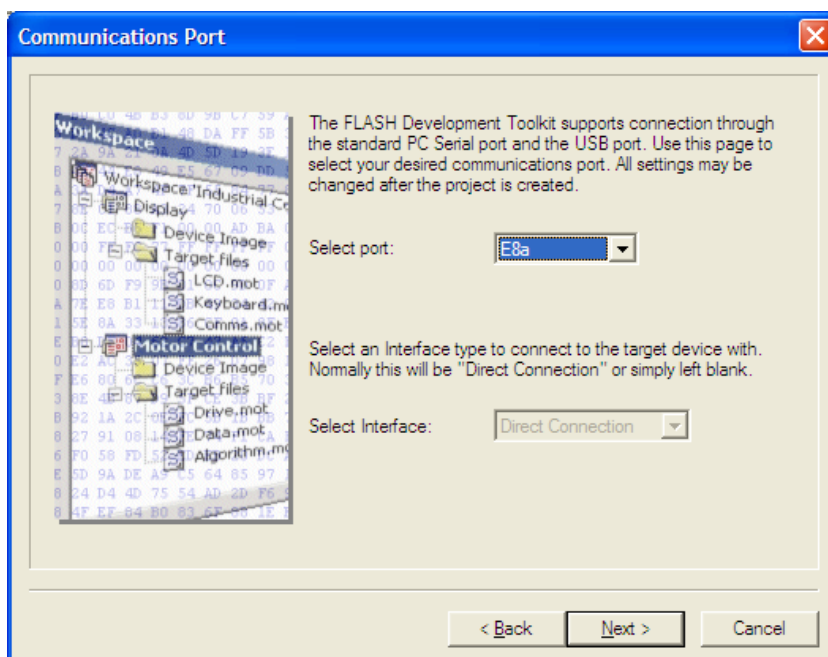 Communications Port
The FLASH Development Toolkit supports connection through
the standard PC Serial port and the USB port. Use this page to
select your desired communications port. All settings may be
changed after the project is created.
Select port:
E8a
Select an Interface type to connect to the target device with.
Normally this will be "Direct Connection" or simply left blank.
Select Interface:
Direct Connection
Workspace
Workspace 'Industrial
Display
Device Image
Target files
LCD.mot
Keyboard.m
Comms.mot
Motor Control
Device Image
Target files
Drive.mot
Data.mot
Algorithm.mo
< Back
Next >
Cancel